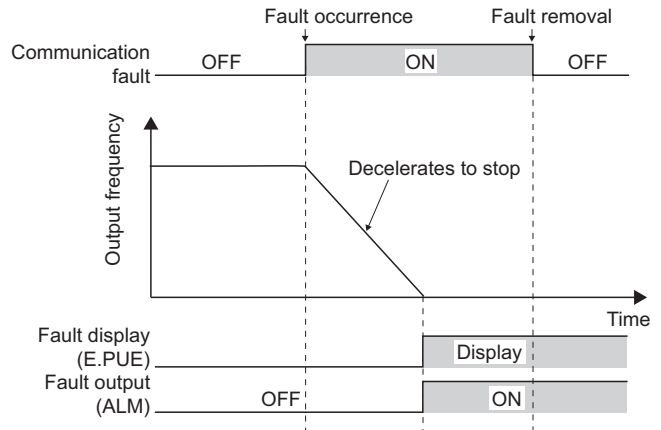 Fault occurrence
Fault removal
Communication
fault
OFF
ON
OFF
Output frequency
Decelerates to stop
Time
Fault display
(E.PUE)
Display
Fault output
(ALM)
OFF
ON